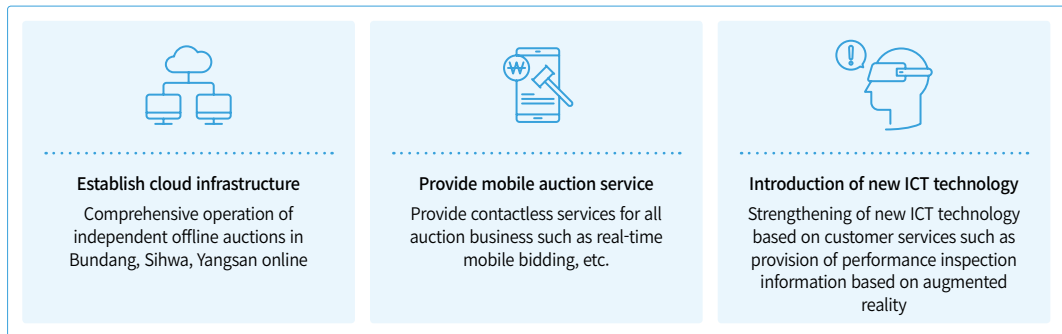 ₩
Establish cloud infrastructure
Comprehensive operation of
independent offline auctions in
Bundang, Sihwa, Yangsan online
Provide mobile auction service
Provide contactless services for all
auction business such as real-time
mobile bidding, etc.
!
Introduction of new ICT technology
Strengthening of new ICT technology
based on customer services such as
provision of performance inspection
information based on augmented
reality